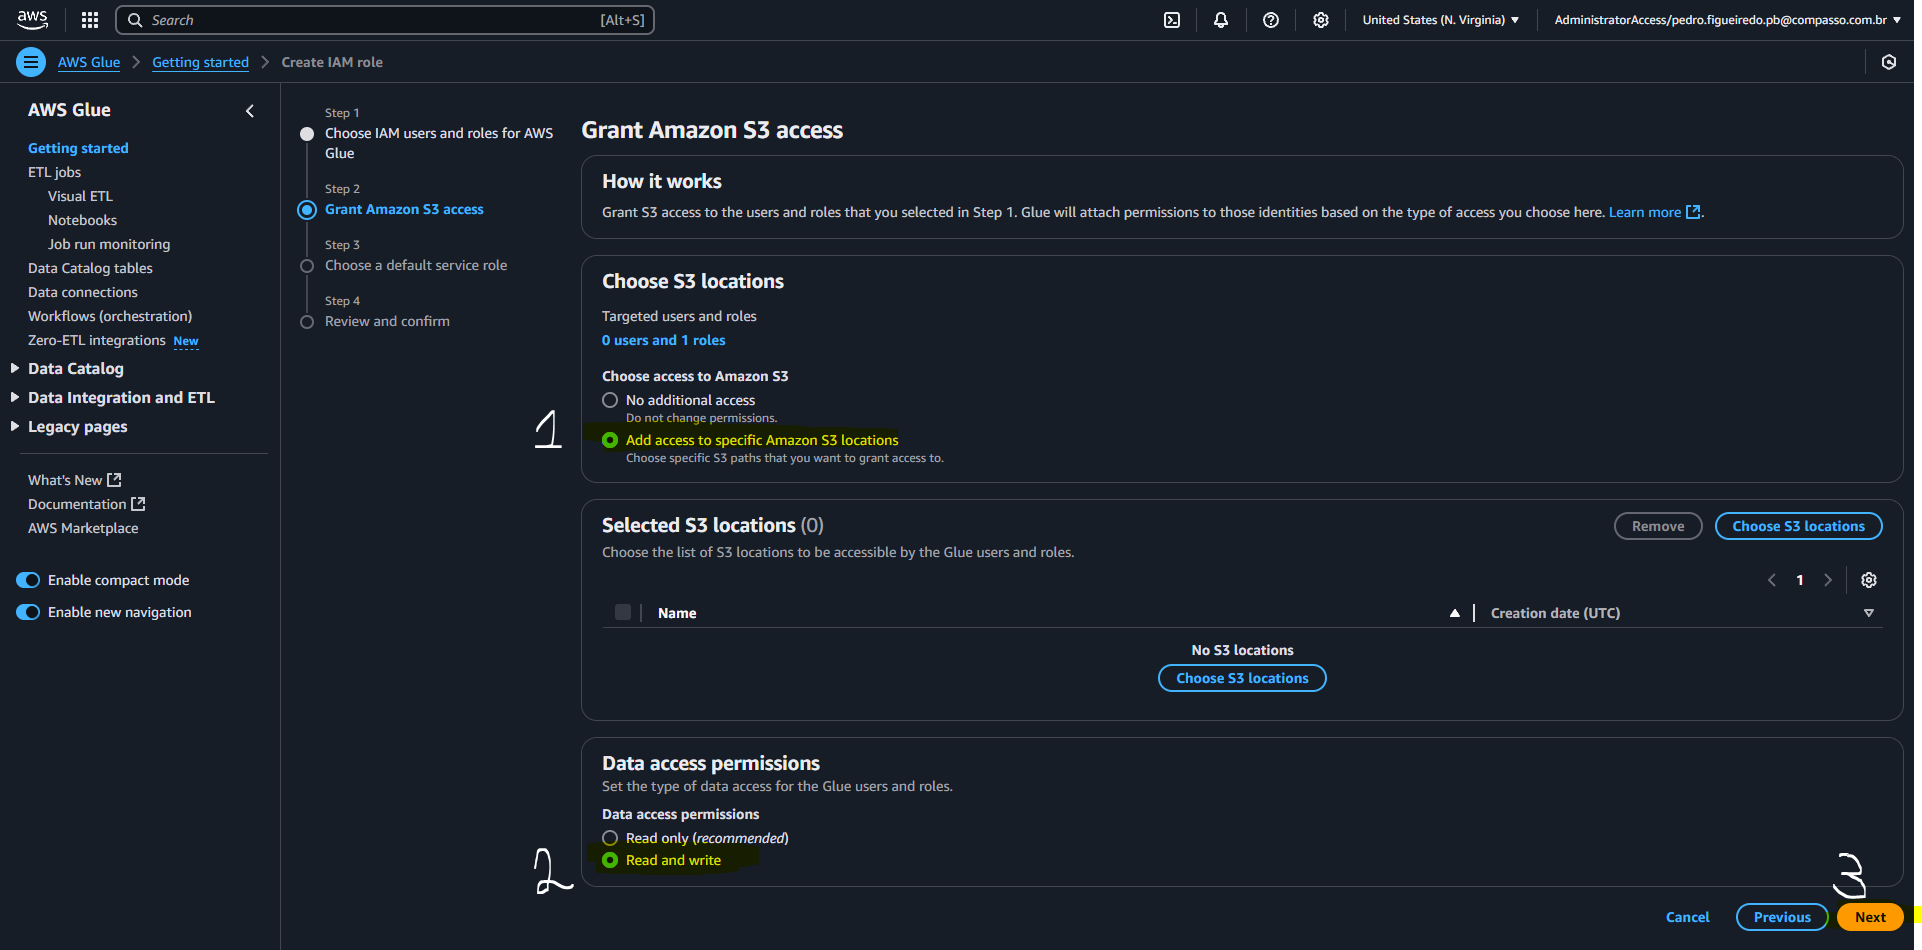 aws
Search [Alt+S]
United States (N. Virginia) AdministratorAccess/pedro.figueiredo.pb@compasso.com.br
AWS Glue Getting started Create IAM role
AWS Glue
Getting started
ETL jobs
Visual ETL
Notebooks
Job run monitoring
Data Catalog tables
Data connections
Workflows (orchestration)
Zero-ETL integrations New
Data Catalog
Data Integration and ETL
Legacy pages
What's New
Documentation
AWS Marketplace
Enable compact mode
Enable new navigation
Step 1
Choose IAM users and roles for AWS
Glue
Step 2
Grant Amazon S3 access
Step 3
Choose a default service role
Step 4
Review and confirm
Grant Amazon S3 access
How it works
Grant S3 access to the users and roles that you selected in Step 1. Glue will attach permissions to those identities based on the type of access you choose here. Learn more.
Choose S3 locations
Targeted users and roles
0 users and 1 roles
Choose access to Amazon S3
No additional access
Do not change permissions.
1
Add access to specific Amazon S3 locations
Choose specific S3 paths that you want to grant access to.
Selected S3 locations (0) Remove Choose S3 locations
Choose the list of S3 locations to be accessible by the Glue users and roles.
1
Name Creation date (UTC)
No S3 locations
Choose S3 locations
Data access permissions
Set the type of data access for the Glue users and roles.
Data access permissions
Read only (recommended)
2 Read and write
3
Cancel Previous Next